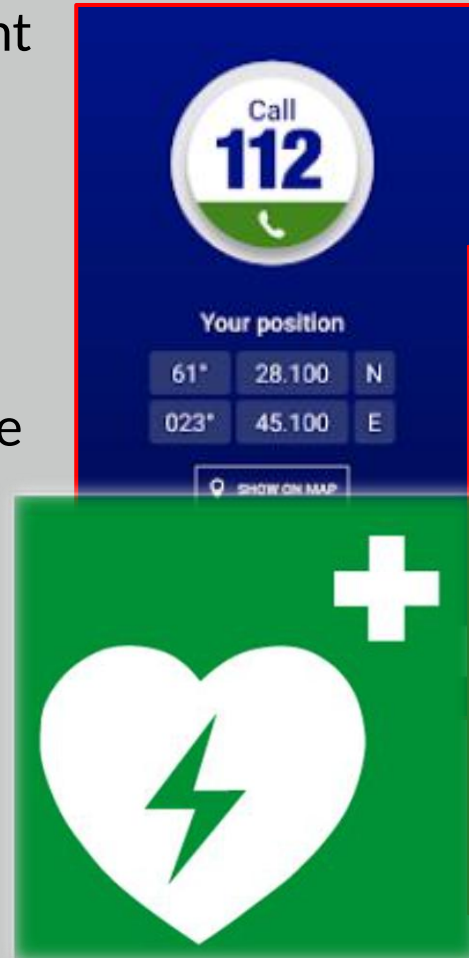 nt
Call
112
Your position
61° 28.100 N
e
023° 45.100 E
SHOW ON MAP